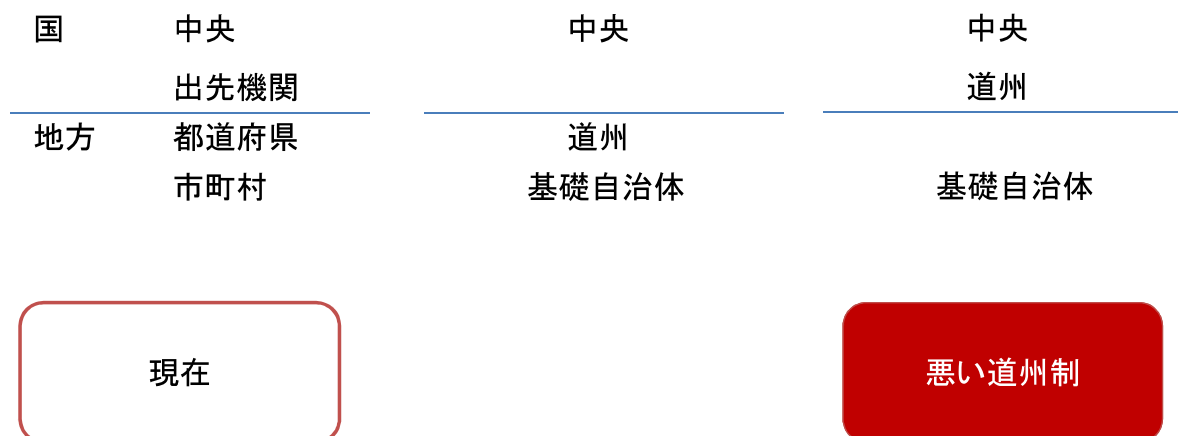 国 中央 中央 中央
出先機関 道州
地方 都道府県 道州
市町村 基礎自治体 基礎自治体
現在 悪い道州制